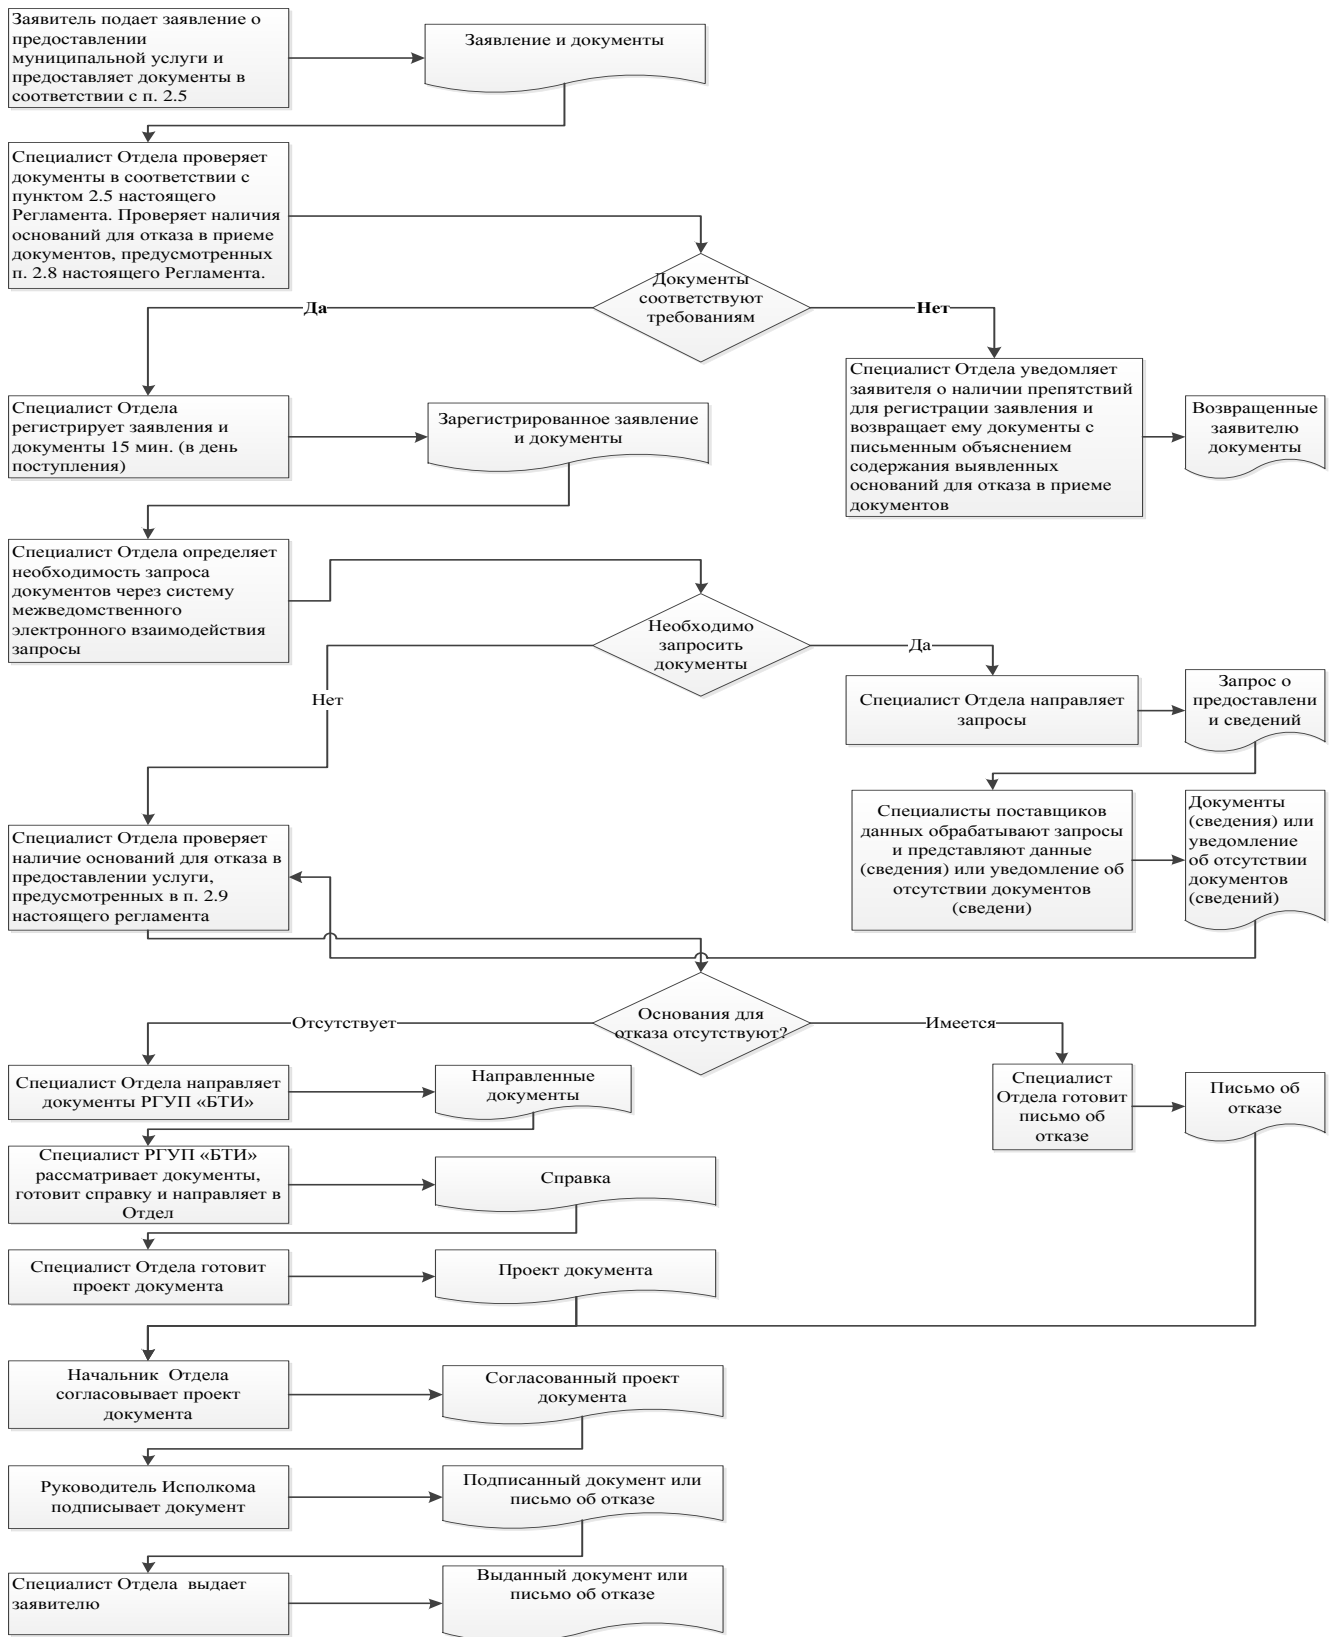 Заявитель подает заявление о
предоставлении
муниципальной услуги и
предоставляет документы в
соответствии с п. 2.5
Заявление и документы
Специалист Отдела проверяет
документы в соответствии с
пунктом 2.5 настоящего
Регламента. Проверяет наличия
оснований для отказа в приеме
документов, предусмотренных
п. 2.8 настоящего Регламента.
Документы
соответствуют
требованиям
Да
Нет
Специалист Отдела
регистрирует заявления и
документы 15 мин. (в день
поступления)
Зарегистрированное заявление
и документы
Специалист Отдела уведомляет
заявителя о наличии препятствий
для регистрации заявления и
возвращает ему документы с
письменным объяснением
содержания выявленных
оснований для отказа в приеме
документов
Возвращенные
заявителю
документы
Специалист Отдела определяет
необходимость запроса
документов через систему
межведомственного
электронного взаимодействия
запросы
Необходимо
запросить
документы
Да
Нет
Специалист Отдела направляет
запросы
Запрос о
предоставлени
и сведений
Специалисты поставщиков
данных обрабатывают запросы
и представляют данные
(сведения) или уведомление об
отсутствии документов
(сведени)
Документы
(сведения) или
уведомление
об отсутствии
документов
(сведений)
Специалист Отдела проверяет
наличие оснований для отказа в
предоставлении услуги,
предусмотренных в п. 2.9
настоящего регламента
Основания для
отказа отсутствуют?
Отсутствует
Имеется
Специалист Отдела направляет
документы РГУП «БТИ»
Направленные
документы
Специалист
Отдела готовит
письмо об
отказе
Письмо об
отказе
Специалист РГУП «БТИ»
рассматривает документы,
готовит справку и направляет в
Отдел
Справка
Специалист Отдела готовит
проект документа
Проект документа
Начальник  Отдела
согласовывает проект
документа
Согласованный проект
документа
Руководитель Исполкома
подписывает документ
Подписанный документ или
письмо об отказе
Специалист Отдела  выдает
заявителю
Выданный документ или
письмо об отказе